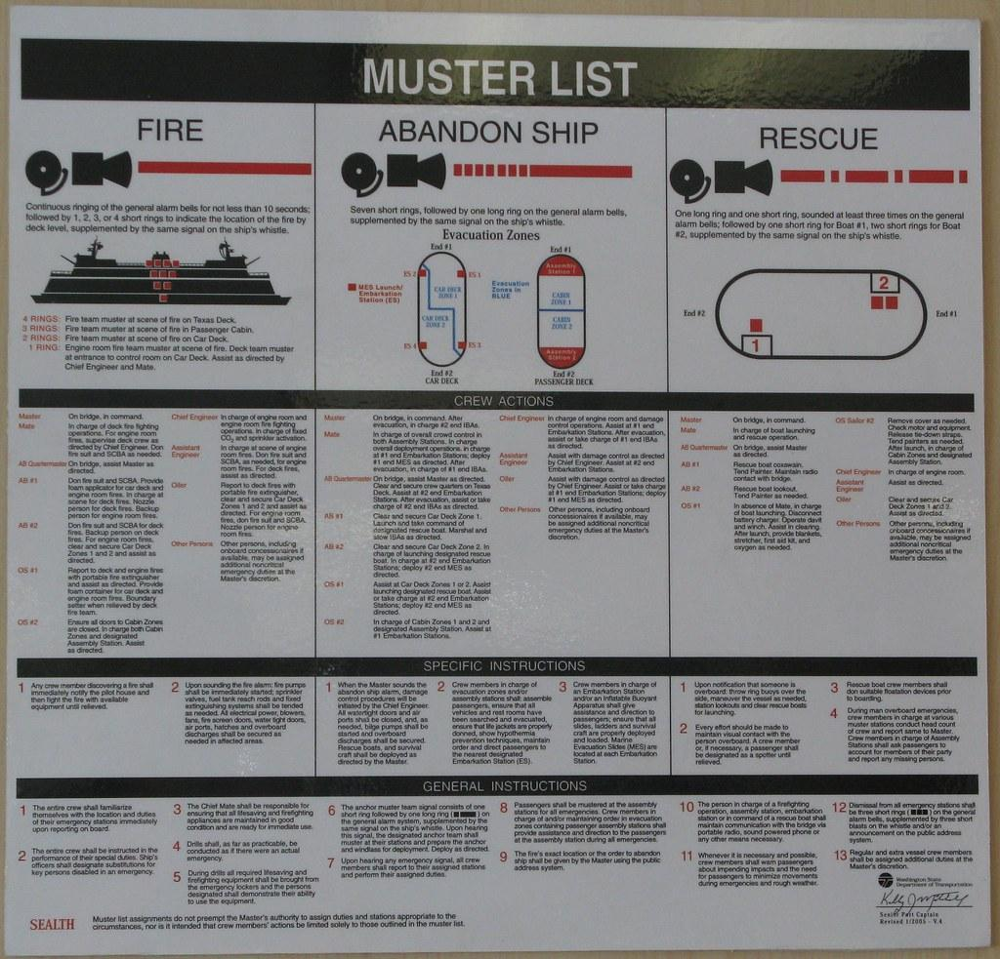 MUSTER LIST
FIRE
Continuous ringing of the general alarm bells for not less than 10 seconds;
followed by 1, 2, 3, or 4 short rings to indicate the location of the fire by
deck level, supplemented by the same signal on the ship's whistle.
4 RINGS: Fire team muster at scene of fire on Texas Deck.
3 RINGS: Fire team muster at scene of fire in Passenger Cabin.
2 RINGS: Fire team muster at scene of fire on Car Deck.
1 RING: Engine room fire team muster at scene of fire. Deck team muster
at entrance to control room on Car Deck. Assist as directed by
Chief Engineer and Mate.
ABANDON SHIP
Seven short rings, followed by one long ring on the general alarm bells,
supplemented by the same signal on the ship's whistle.
Evacuation Zones
End #1
ES 2
ES 1
MES Launch/
Embarkation
Station (ES)
CAR DECK
ZONE 1
CAR DECK
ZONE 2
ES 4
ES 3
End #2
CAR DECK
Evacuation
Zones in
BLUE
End #1
Assembly
Station 1
CABIN
ZONE 1
CABIN
ZONE 2
Assembly
Station 2
End #2
PASSENGER DECK
RESCUE
One long ring and one short ring, sounded at least three times on the general
alarm bells; followed by one short ring for Boat #1, two short rings for Boat
#2, supplemented by the same signal on the ship's whistle.
End #2
1
2
End #1
CREW ACTIONS
Master On bridge, in command.
Mate In charge of deck fire fighting
operations. For engine room
fires, supervise deck crew as
directed by Chief Engineer. Don
fire suit and SCBA as needed.
AB Quartermaster On bridge, assist Master as
directed.
AB #1 Don fire suit and SCBA. Provide
foam applicator for car deck and
engine room fires. In charge at
scene for deck fires. Nozzle
person for deck fires. Backup
person for engine room fires.
AB #2 Don fire suit and SCBA for deck
fires. Backup person on deck
fires. For engine room fires,
clear and secure Car Deck Zones
1 and 2 and assist as
directed.
OS #1 Report to deck and engine fires
with portable fire extinguisher
and assist as directed. Provide
foam container for car deck and
engine room fires. Boundary
setter when relieved by deck
fire team.
OS #2 Ensure all doors to Cabin Zones
are closed. In charge both Cabin
Zones and designated
Assembly Station. Assist
as directed.
Chief Engineer In charge of engine room and
engine room fire fighting
operations. In charge of fixed
CO2 and sprinkler activation.
Assistant Engineer In charge at scene of engine
room fires. Don fire suit and
SCBA, as needed, for engine
room fires. For deck fires,
assist as directed.
Oiler Report to deck fires with
portable fire extinguisher,
clear and secure Car Deck
Zones 1 and 2 and assist as
directed. For engine room
fires, don fire suit and SCBA.
Nozzle person for engine
room fires.
Other Persons Other persons, including
onboard concessionaires if
available, may be assigned
additional noncritical
emergency duties at the
Master's discretion.
Master On bridge, in command. After
evacuation, in charge #2 end IBAs.
Mate In charge of overall crowd control in
both Cabin and Car Deck Zones. In
charge overall deployment operations. In charge
at #1 end Embarkation Stations; deploy
#1 end MES as directed. After
evacuation, in charge of #1 end IBAs.
AB Quartermaster On bridge, assist Master as directed.
Clear and secure crew quarters on Texas
Deck. Assist at #2 end Embarkation
Stations. After evacuation, assist or take
charge of #2 end IBAs as directed.
AB #1 Clear and secure Car Deck Zone 1.
Launch and take command of
designated rescue boat. Marshal and
stow IBAs as directed.
AB #2 Clear and secure Car Deck Zone 2. In
charge of launching designated rescue
boat. In charge at #2 end Embarkation
Stations; deploy #2 end MES as
directed.
OS #1 Assist at Car Deck Zones 1 or 2. Assist
launching designated rescue boat. Assist
or take charge at #2 end Embarkation
Stations; deploy #2 end MES as
directed.
OS #2 In charge of Cabin Zones 1 and 2 and
designated Assembly Station. Assist at
#1 Embarkation Stations.
Chief Engineer In charge of engine room and damage
control operations. Assist at #1 end
Embarkation Stations. After evacuation,
assist or take charge of #1 end IBAs
as directed.
Assistant Engineer Assist with damage control as directed
by Chief Engineer. Assist at #2 end
Embarkation Stations.
Oiler Assist with damage control as directed
by Chief Engineer. Assist or take charge
at #1 end Embarkation Stations; deploy
#1 end MES as directed.
Other Persons Other persons, including onboard
concessionaires if available, may
be assigned additional noncritical
emergency duties at the Master's
discretion.
Master On bridge, in command.
Mate In charge of boat launching
and rescue operation.
AB Quartermaster On bridge, assist Master
as directed.
AB #1 Rescue boat coxswain.
Tend Painter. Maintain radio
contact with bridge.
AB #2 Rescue boat lookout.
Tend Painter as needed.
OS #1 In absence of Mate, in charge
of boat launching. Disconnect
battery charger. Operate davit
and winch. Assist in clearing.
After launch, provide blankets,
stretcher, first aid kit, and
oxygen as needed.
OS Sailor #2 Remove cover as needed.
Check motor and equipment.
Release tie-down straps.
Tend painters as needed.
After launch, in charge of
Cabin Zones and designated
Assembly Station.
Chief Engineer In charge of engine room.
Assistant Engineer Assist as directed.
Oiler Clear and secure Car
Deck Zones 1 and 2.
Assist as directed.
Other Persons Other persons, including
onboard concessionaires if
available, may be assigned
additional noncritical
emergency duties at the
Master's discretion.
SPECIFIC INSTRUCTIONS
1 Any crew member discovering a fire shall
immediately notify the pilot house and
then fight the fire with available
equipment until relieved.
2 Upon sounding the fire alarm: fire pumps
shall be immediately started; sprinkler
valves, fuel tank reach rods and fixed
extinguishing systems shall be tended
as needed. All electrical power, blowers,
fans, fire screen doors, water tight doors,
air ports, hatches and overboard
discharges shall be secured as
needed in affected areas.
1 When the Master sounds the
abandon ship alarm, damage
control procedures will be
initiated by the Chief Engineer.
All watertight doors and air
ports shall be closed, and, as
needed, bilge pumps shall be
started and overboard
discharges shall be secured.
Rescue boats, and survival
craft shall be deployed as
directed by the Master.
2 Crew members in charge of
evacuation zones and/or
assembly stations shall: assemble
passengers, ensure that all
vehicles and rest rooms have
been searched and evacuated,
ensure that life jackets are properly
donned, show hypothermia
prevention techniques, maintain
order and direct passengers to
the nearest designated
Embarkation Station (ES).
3 Crew members in charge of
an Embarkation Station
and/or an Inflatable Buoyant
Apparatus shall give
assistance and direction to
passengers; ensure that all
slides, ladders and survival
craft are properly deployed
and loaded. Marine
Evacuation Slides (MES) are
located at each Embarkation
Station.
1 Upon notification that someone is
overboard: throw ring buoys over the
side, maneuver the vessel as needed,
station lookouts and clear rescue boats
for launching.
2 Every effort should be made to
maintain visual contact with the
person overboard. A crew member
or, if necessary, a passenger shall
be designated as a spotter until
relieved.
3 Rescue boat crew members shall
don suitable floatation devices prior
to boarding.
4 During man overboard emergencies,
crew members in charge at various
muster stations conduct head count
of crew and report same to Master.
Crew members in charge of Assembly
Stations shall ask passengers to
account for members of their party
and report any missing persons.
GENERAL INSTRUCTIONS
1 The entire crew shall familiarize
themselves with the location and duties
of their emergency stations immediately
upon reporting on board.
2 The entire crew shall be instructed in the
performance of their special duties. Ship's
officers shall designate substitutions for
key persons disabled in an emergency.
3 The Chief Mate shall be responsible for
ensuring that all lifesaving and firefighting
appliances are maintained in good
condition and are ready for immediate use.
4 Drills shall, as far as practicable, be
conducted as if there were an actual
emergency.
5 During drills all required lifesaving and
firefighting equipment shall be brought from
the emergency lockers and the persons
designated shall demonstrate their ability
to use the equipment.
6 The anchor muster team signal consists of one
short ring followed by one long ring () on
the general alarm system, supplemented by the
same signal on the ship's whistle. Upon hearing
this signal, the designated anchor team shall
muster at their stations and prepare the anchor
and windlass for deployment. Deploy as directed.
7 Upon hearing any emergency signal, all crew
members shall report to their assigned stations
and perform their assigned duties.
8 Passengers shall be mustered at the assembly
stations for all emergencies. Crew members in
charge of and/or maintaining order in evacuation
zones containing passenger assembly stations shall
provide assistance and direction to the passengers
at the assembly station during all emergencies.
9 The fire's exact location or the order to abandon
ship shall be given by the Master using the public
address system.
10 The person in charge of a firefighting
operation, assembly station, embarkation
station or in command of a rescue boat shall
maintain communication with the bridge via
portable radio, sound powered phone or any
other means necessary.
11 Whenever it is necessary and possible,
crew members shall warn passengers
about impending impacts and the need
for passengers to minimize movements
during emergencies and rough weather.
12 Dismissal from all emergency stations shall
be three short rings () on the general
alarm bells, supplemented by three short
blasts on the whistle and/or an
announcement on the public address
system.
13 Regular and extra vessel crew members
shall be assigned additional duties at the
Master's discretion.
Washington State
Department of Transportation
Senior Port Captain
Revised 1/2005 - V.4
SEALTH
Muster list assignments do not preempt the Master's authority to assign duties and stations appropriate to the
circumstances, nor is it intended that crew members' actions be limited solely to those outlined in the muster list.